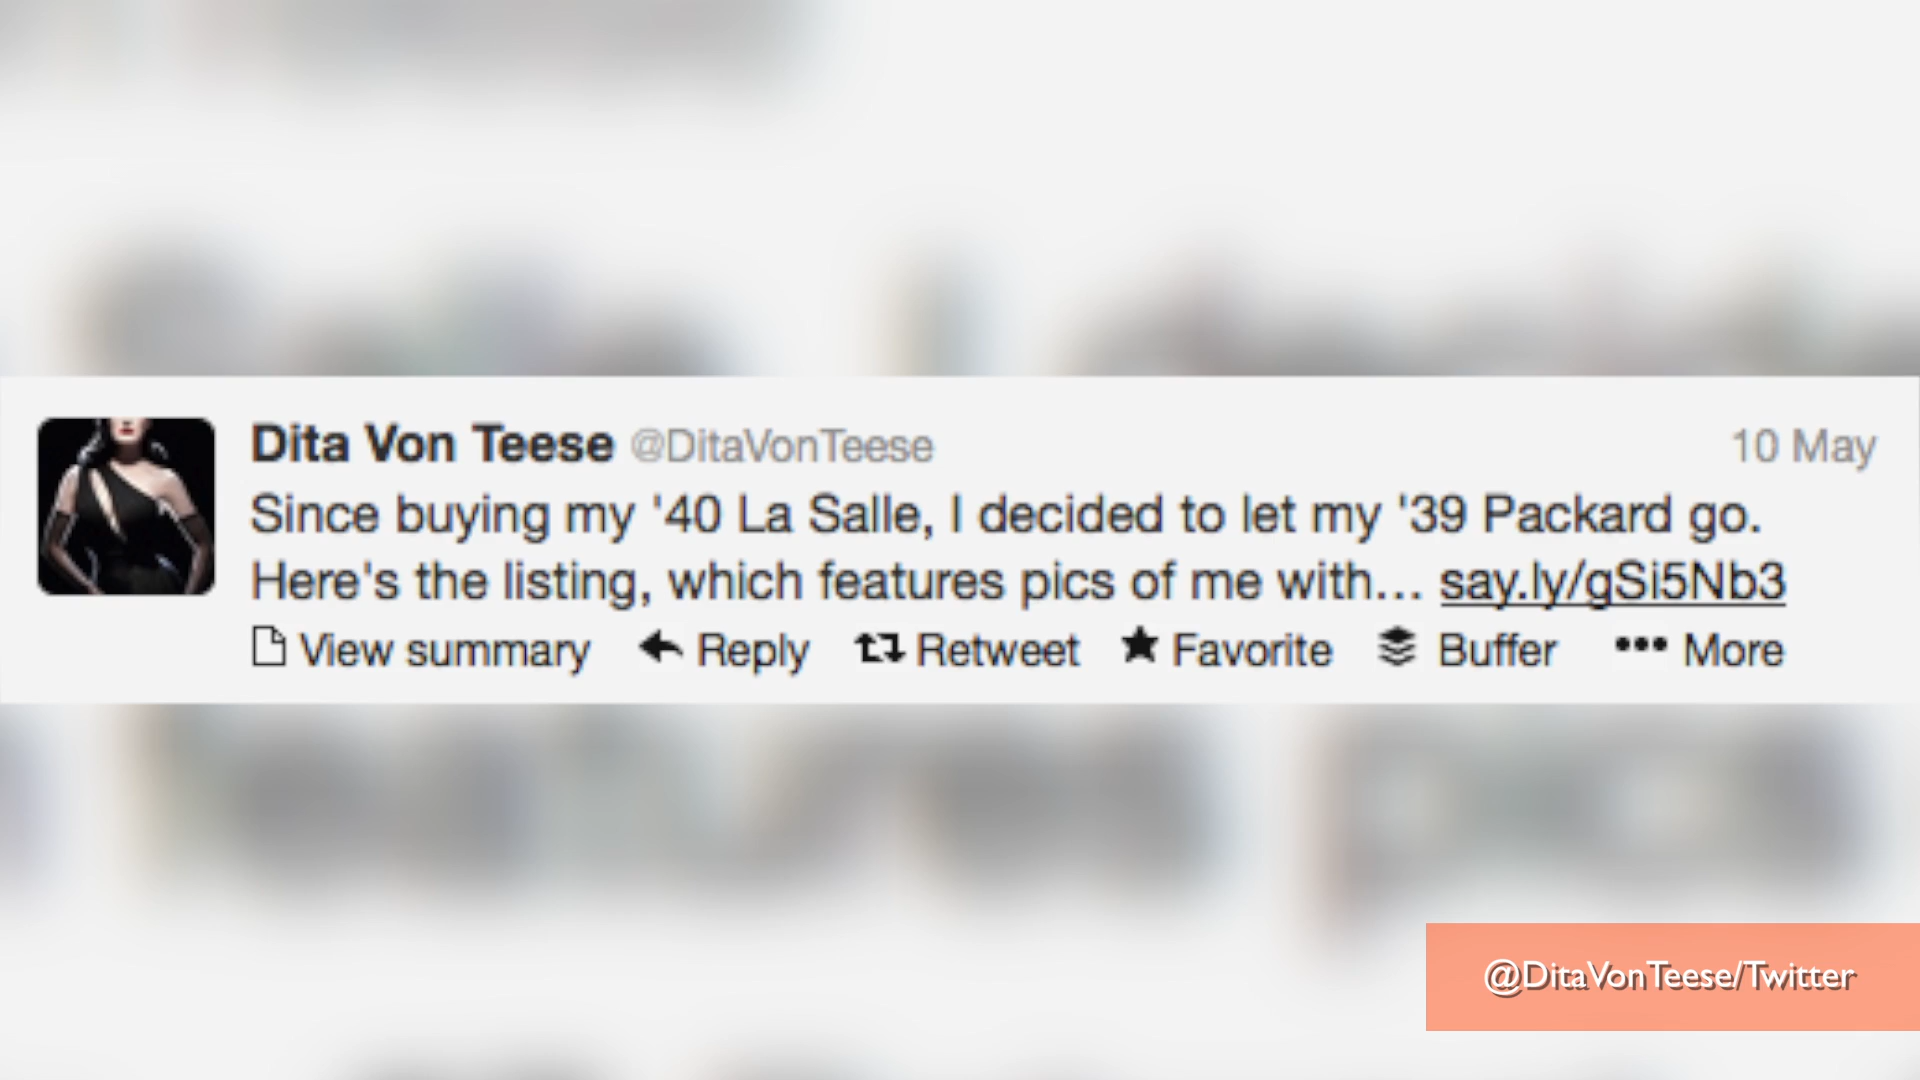 Dita Von Teese @DitaVonTeese 10 May
Since buying my '40 La Salle, I decided to let my '39 Packard go.
Here's the listing, which features pics of me with... say.ly/gSi5Nb3
View summary Reply Retweet Favorite Buffer More
@DitaVonTeese/Twitter